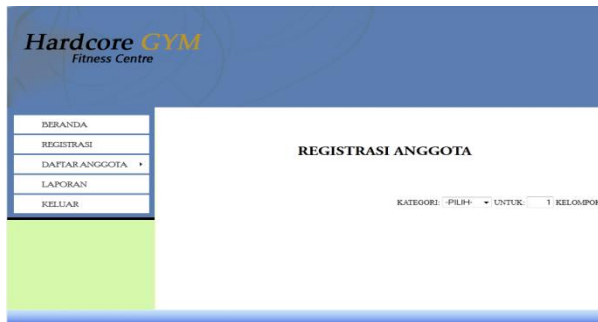 Hardcore GYM
Fitness Centre
BERANDA
REGISTRASI
DAFTAR ANGGOTA
LAPORAN
KELUAR
REGISTRASI ANGGOTA
KATEGORI: -PILIH- UNTUK: 1 KELOMPOK